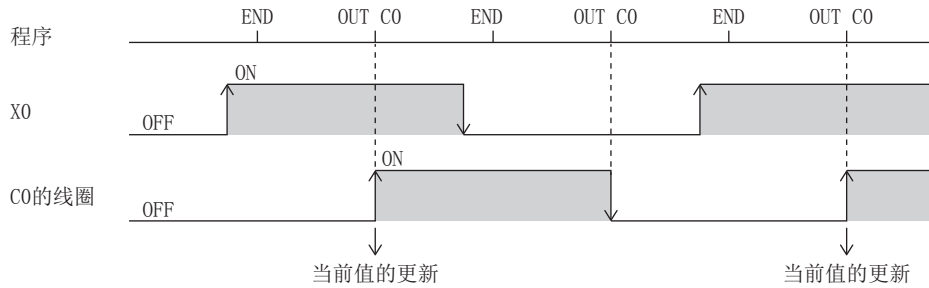 END OUT C0 END OUT C0 END OUT C0
程序
ON
X0
OFF
ON
C0的线圈
OFF
当前值的更新 当前值的更新